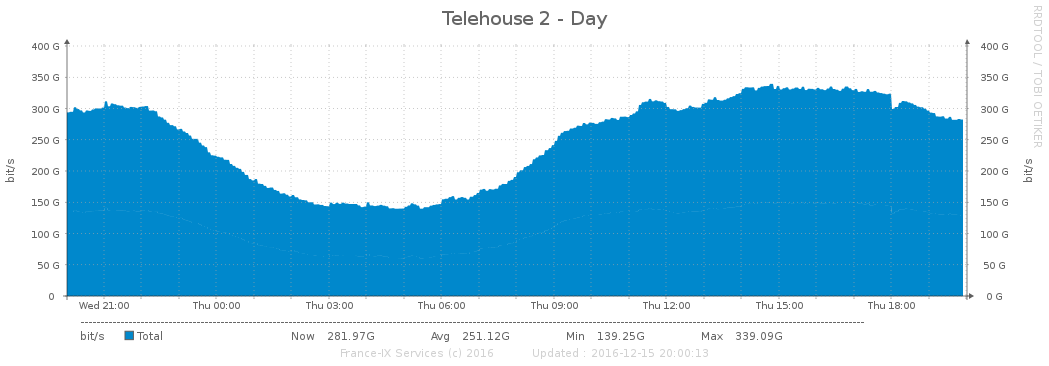 Telehouse 2 - Day
RRDTOOL / TOBI OETIKER
400 G 400 G
350 G 350 G
300 G 300 G
250 G 250 G
200 G 200 G
150 G 150 G
100 G 100 G
50 G 50 G
0 0 G
bit/s bit/s
Wed 21:00 Thu 00:00 Thu 03:00 Thu 06:00 Thu 09:00 Thu 12:00 Thu 15:00 Thu 18:00
bit/s Total Now 281.97G Avg 251.12G Min 139.25G Max 339.09G
France-IX Services (c) 2016 Updated : 2016-12-15 20:00:13